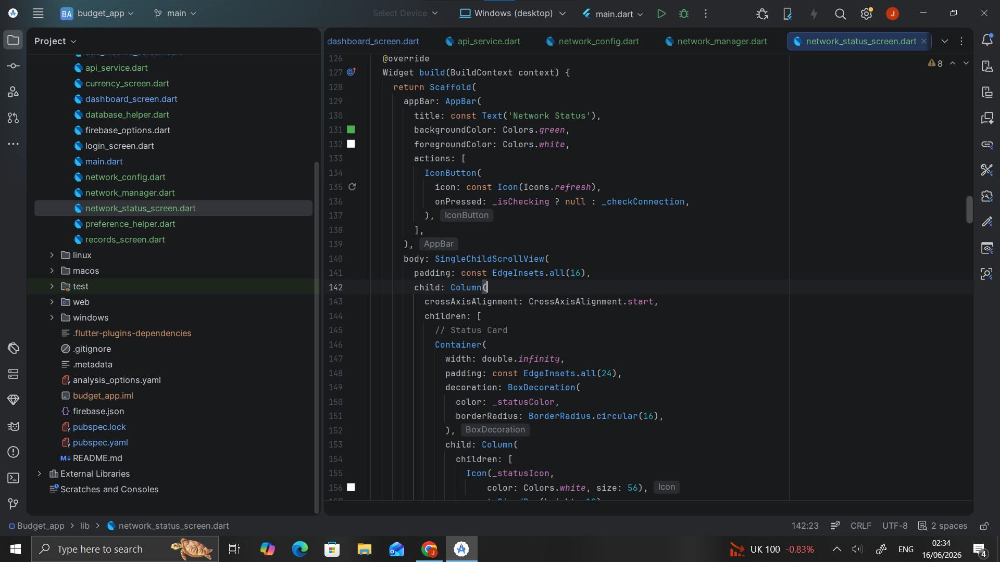 BA budget_app
main
Select Device
Windows (desktop)
main.dart
J
Project
dashboard_screen.dart
api_service.dart
network_config.dart
network_manager.dart
network_status_screen.dart
add_income_screen.dart
api_service.dart
currency_screen.dart
dashboard_screen.dart
database_helper.dart
firebase_options.dart
login_screen.dart
main.dart
network_config.dart
network_manager.dart
network_status_screen.dart
preference_helper.dart
records_screen.dart
linux
macos
test
web
windows
.flutter-plugins-dependencies
.gitignore
.metadata
analysis_options.yaml
budget_app.iml
firebase.json
pubspec.lock
pubspec.yaml
README.md
External Libraries
Scratches and Consoles
8
126 @override
127 Widget build(BuildContext context) {
128 return Scaffold(
129 appBar: AppBar(
130 title: const Text('Network Status'),
131 backgroundColor: Colors.green,
132 foregroundColor: Colors.white,
133 actions: [
134 IconButton(
135 icon: const Icon(Icons.refresh),
136 onPressed: _isChecking ? null : _checkConnection,
137 ), IconButton
138 ],
139 ), AppBar
140 body: SingleChildScrollView(
141 padding: const EdgeInsets.all(16),
142 child: Column(
143 crossAxisAlignment: CrossAxisAlignment.start,
144 children: [
145 // Status Card
146 Container(
147 width: double.infinity,
148 padding: const EdgeInsets.all(24),
149 decoration: BoxDecoration(
150 color: _statusColor,
151 borderRadius: BorderRadius.circular(16),
152 ), BoxDecoration
153 child: Column(
154 children: [
155 Icon(_statusIcon,
156 color: Colors.white, size: 56), Icon
Budget_app > lib > network_status_screen.dart
142:23
CRLF
UTF-8
2 spaces
Type here to search
UK 100 -0.83%
ENG
02:34
16/06/2026
4